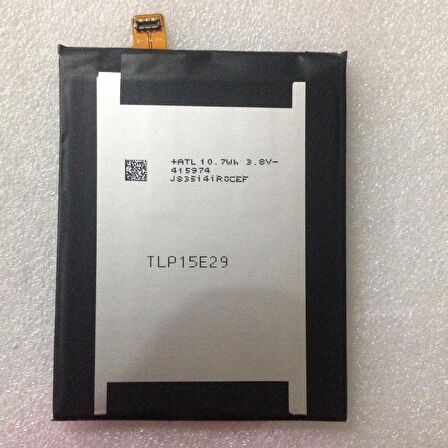 +ATL 10.7Wh 3.8V-
415974
J835141R0CEF
TLP15E29